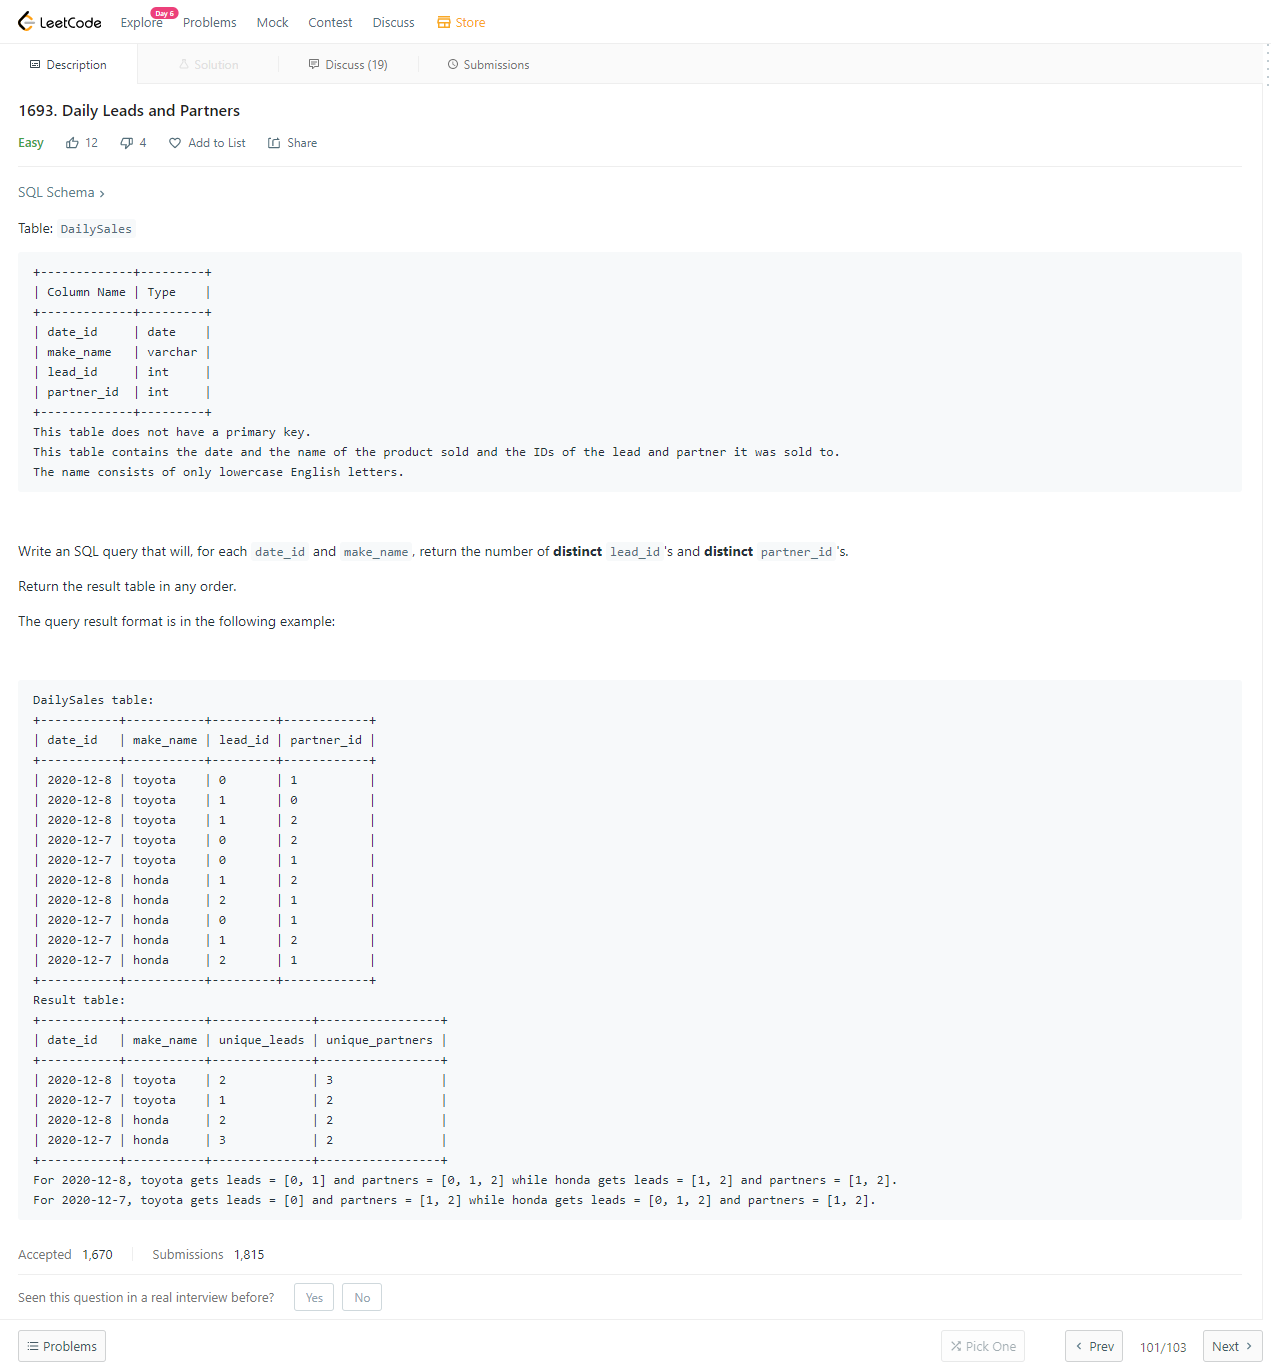 LeetCode Explore Day 6 Problems Mock Contest Discuss Store
Description Solution Discuss (19) Submissions
1693. Daily Leads and Partners
Easy 12 4 Add to List Share
SQL Schema ›
Table: DailySales
+-------------+---------+
| Column Name | Type    |
+-------------+---------+
| date_id     | date    |
| make_name   | varchar |
| lead_id     | int     |
| partner_id  | int     |
+-------------+---------+
This table does not have a primary key.
This table contains the date and the name of the product sold and the IDs of the lead and partner it was sold to.
The name consists of only lowercase English letters.
Write an SQL query that will, for each date_id and make_name, return the number of distinct lead_id's and distinct partner_id's.
Return the result table in any order.
The query result format is in the following example:
DailySales table:
+-----------+-----------+---------+------------+
| date_id   | make_name | lead_id | partner_id |
+-----------+-----------+---------+------------+
| 2020-12-8 | toyota    | 0       | 1          |
| 2020-12-8 | toyota    | 1       | 0          |
| 2020-12-8 | toyota    | 1       | 2          |
| 2020-12-7 | toyota    | 0       | 2          |
| 2020-12-7 | toyota    | 0       | 1          |
| 2020-12-8 | honda     | 1       | 2          |
| 2020-12-8 | honda     | 2       | 1          |
| 2020-12-7 | honda     | 0       | 1          |
| 2020-12-7 | honda     | 1       | 2          |
| 2020-12-7 | honda     | 2       | 1          |
+-----------+-----------+---------+------------+
Result table:
+-----------+-----------+--------------+-----------------+
| date_id   | make_name | unique_leads | unique_partners |
+-----------+-----------+--------------+-----------------+
| 2020-12-8 | toyota    | 2            | 3               |
| 2020-12-7 | toyota    | 1            | 2               |
| 2020-12-8 | honda     | 2            | 2               |
| 2020-12-7 | honda     | 3            | 2               |
+-----------+-----------+--------------+-----------------+
For 2020-12-8, toyota gets leads = [0, 1] and partners = [0, 1, 2] while honda gets leads = [1, 2] and partners = [1, 2].
For 2020-12-7, toyota gets leads = [0] and partners = [1, 2] while honda gets leads = [0, 1, 2] and partners = [1, 2].
Accepted 1,670 Submissions 1,815
Seen this question in a real interview before? Yes No
Problems Pick One ‹ Prev 101/103 Next ›